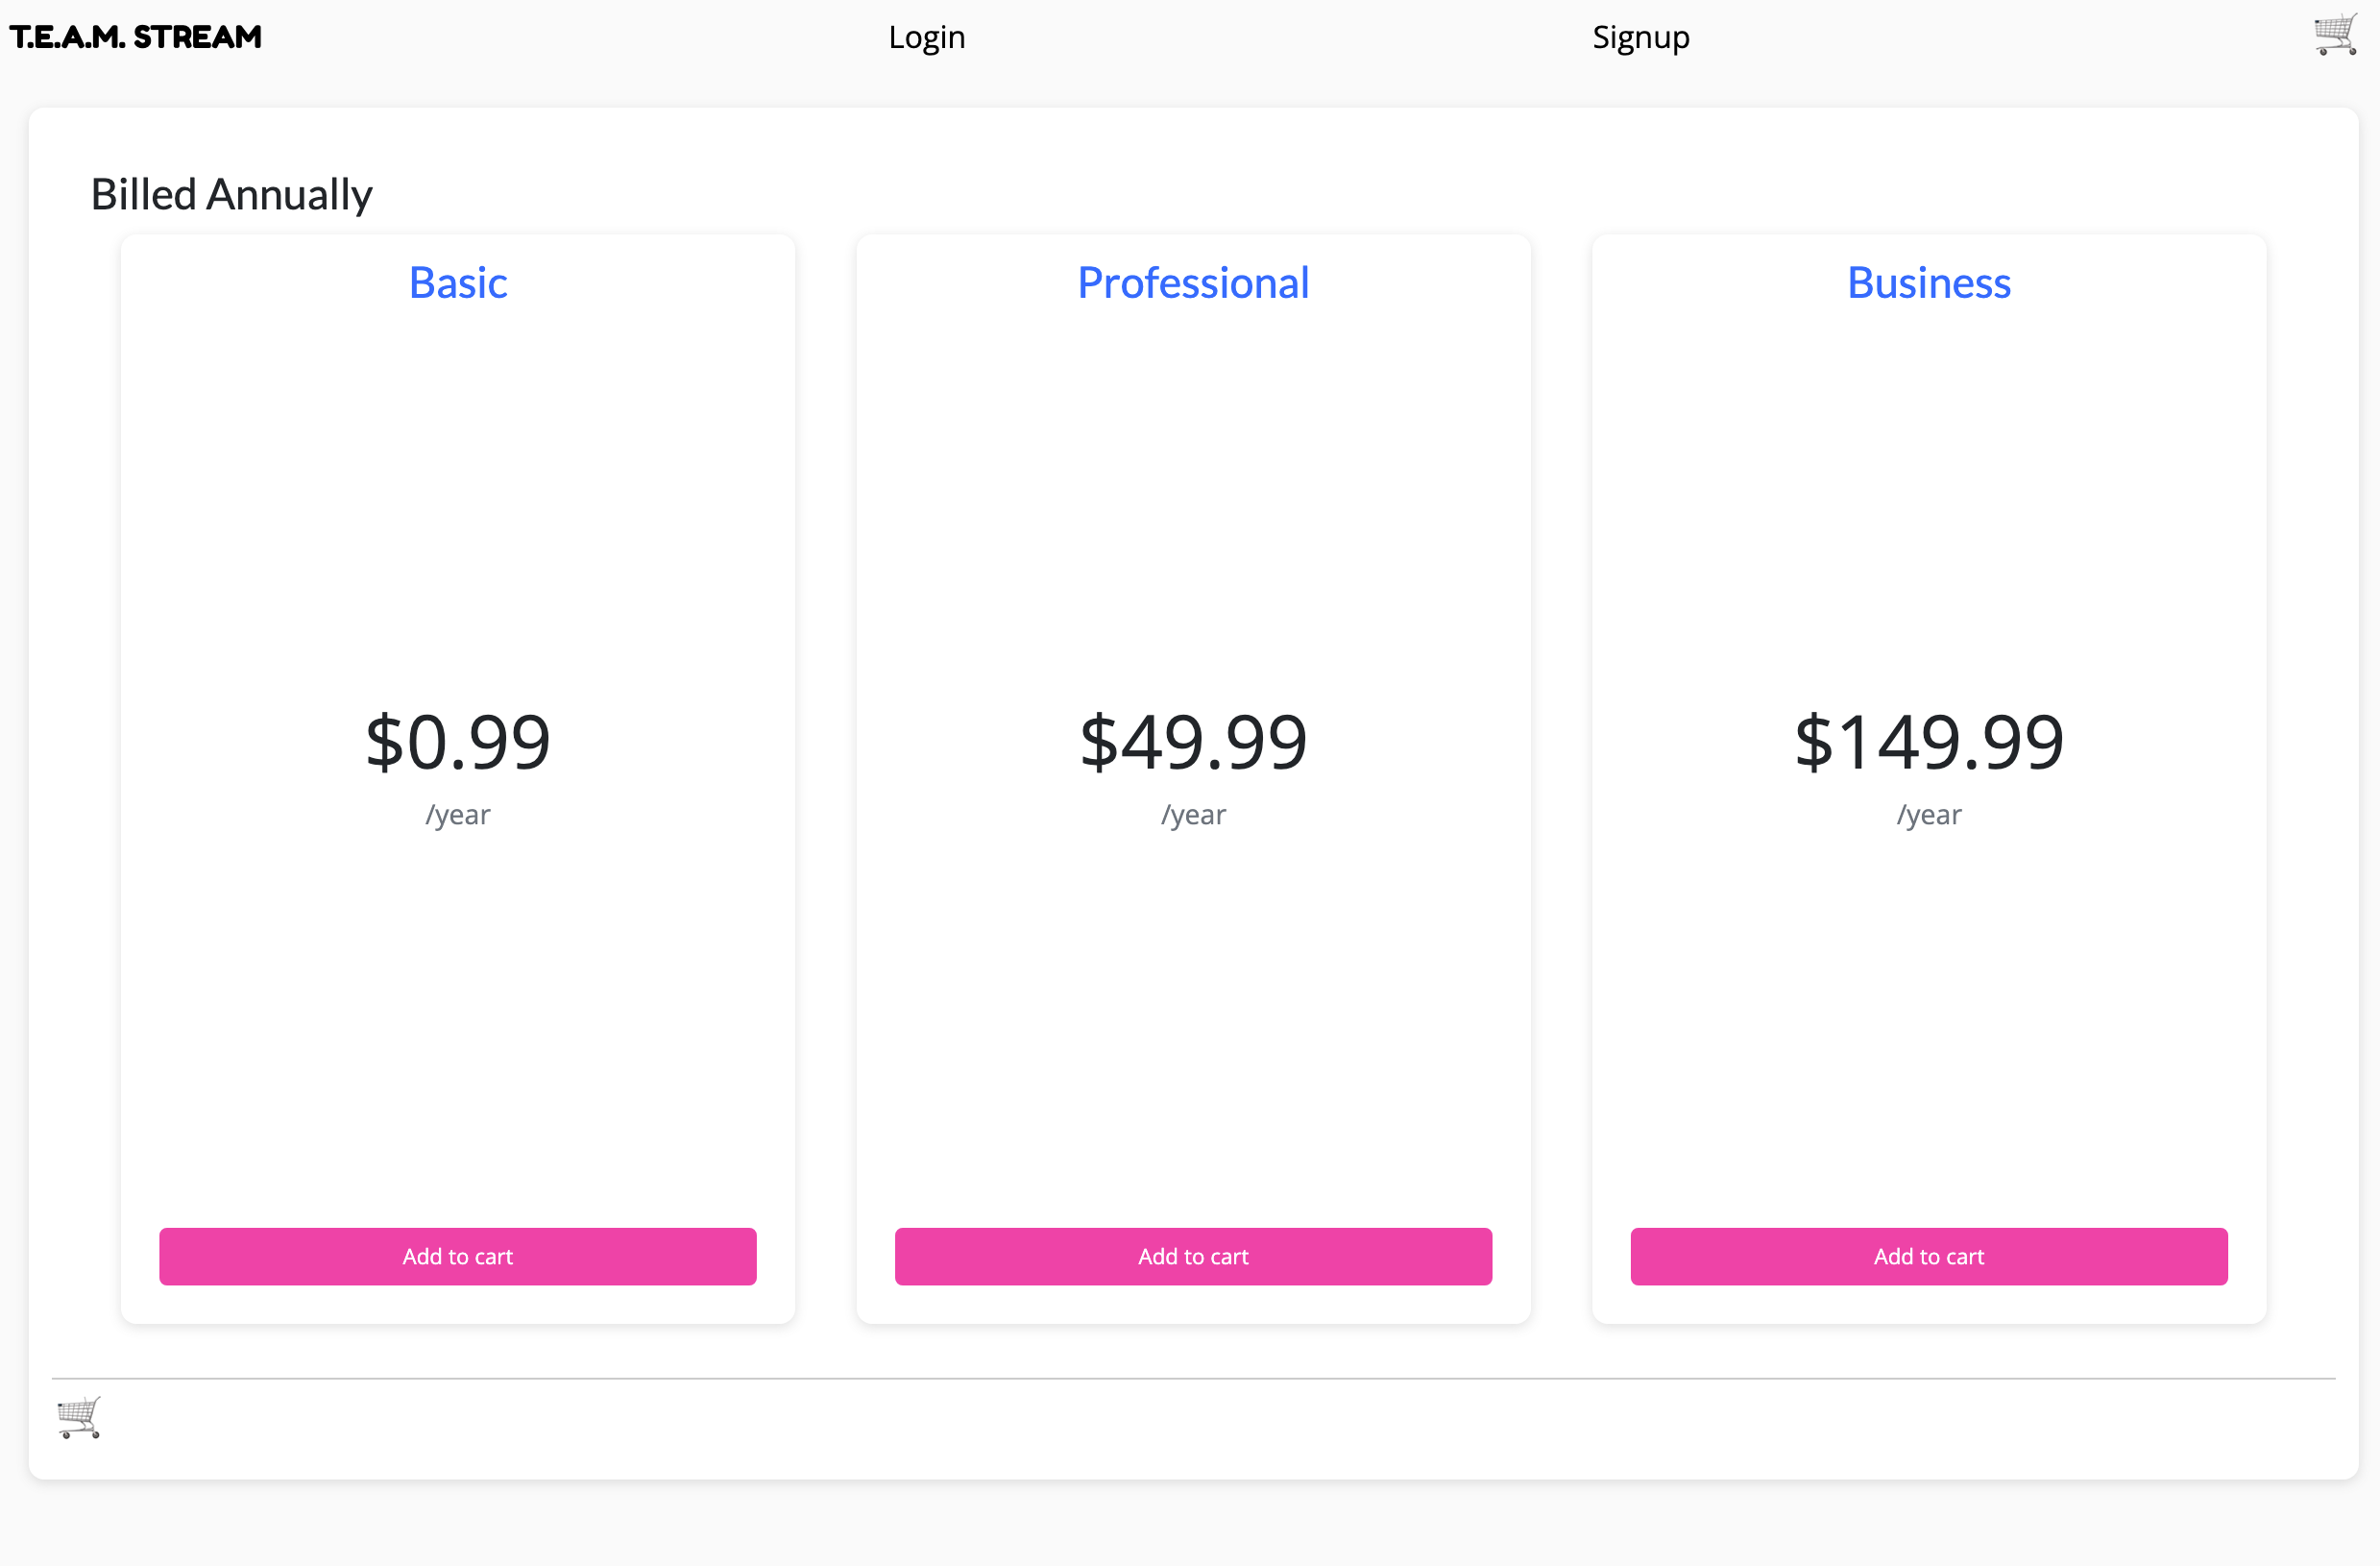 T.E.A.M. STREAM
Login
Signup
Billed Annually
Basic
$0.99
/year
Add to cart
Professional
$49.99
/year
Add to cart
Business
$149.99
/year
Add to cart